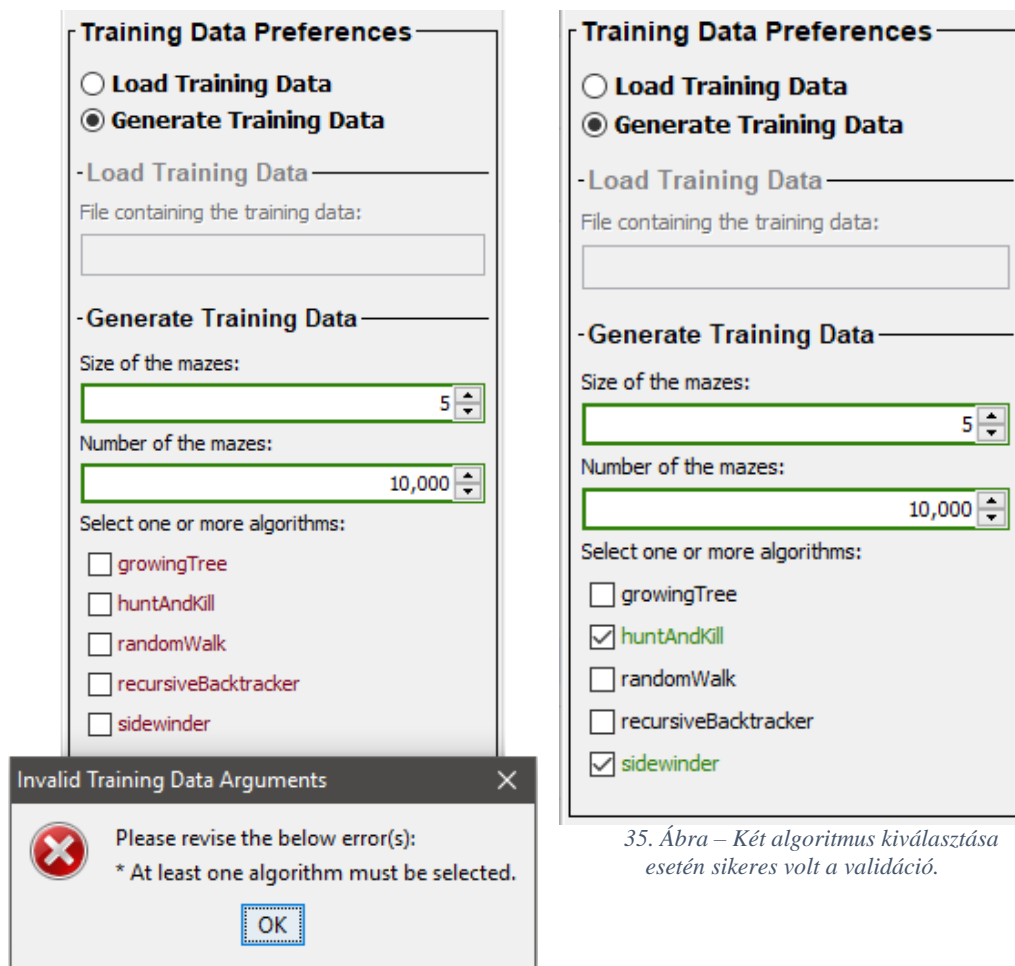 Training Data Preferences
Load Training Data
Generate Training Data
Load Training Data
File containing the training data:
Generate Training Data
Size of the mazes:
5
Number of the mazes:
10,000
Select one or more algorithms:
growingTree
huntAndKill
randomWalk
recursiveBacktracker
sidewinder
Invalid Training Data Arguments
Please revise the below error(s):
* At least one algorithm must be selected.
OK
Training Data Preferences
Load Training Data
Generate Training Data
Load Training Data
File containing the training data:
Generate Training Data
Size of the mazes:
5
Number of the mazes:
10,000
Select one or more algorithms:
growingTree
huntAndKill
randomWalk
recursiveBacktracker
sidewinder
35. Ábra – Két algoritmus kiválasztása
esetén sikeres volt a validáció.